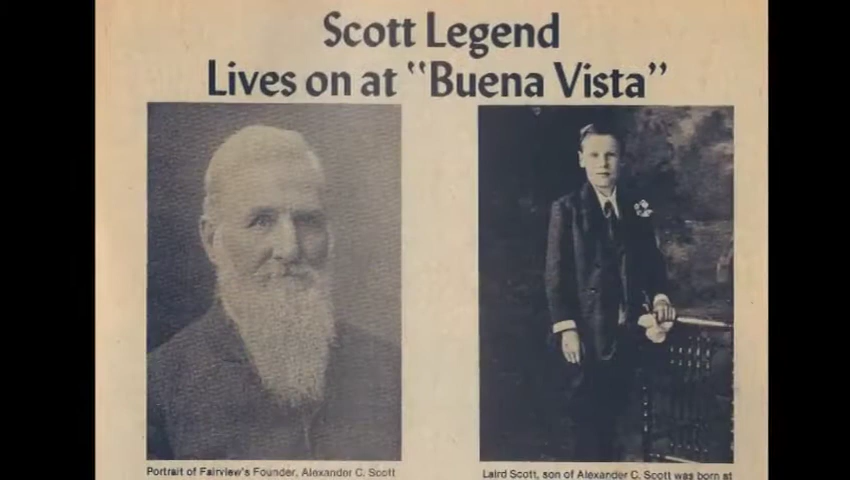 Scott Legend
Lives on at "Buena Vista"
Portrait of Fairview's Founder, Alexander C. Scott
Laird Scott, son of Alexander C. Scott was born at